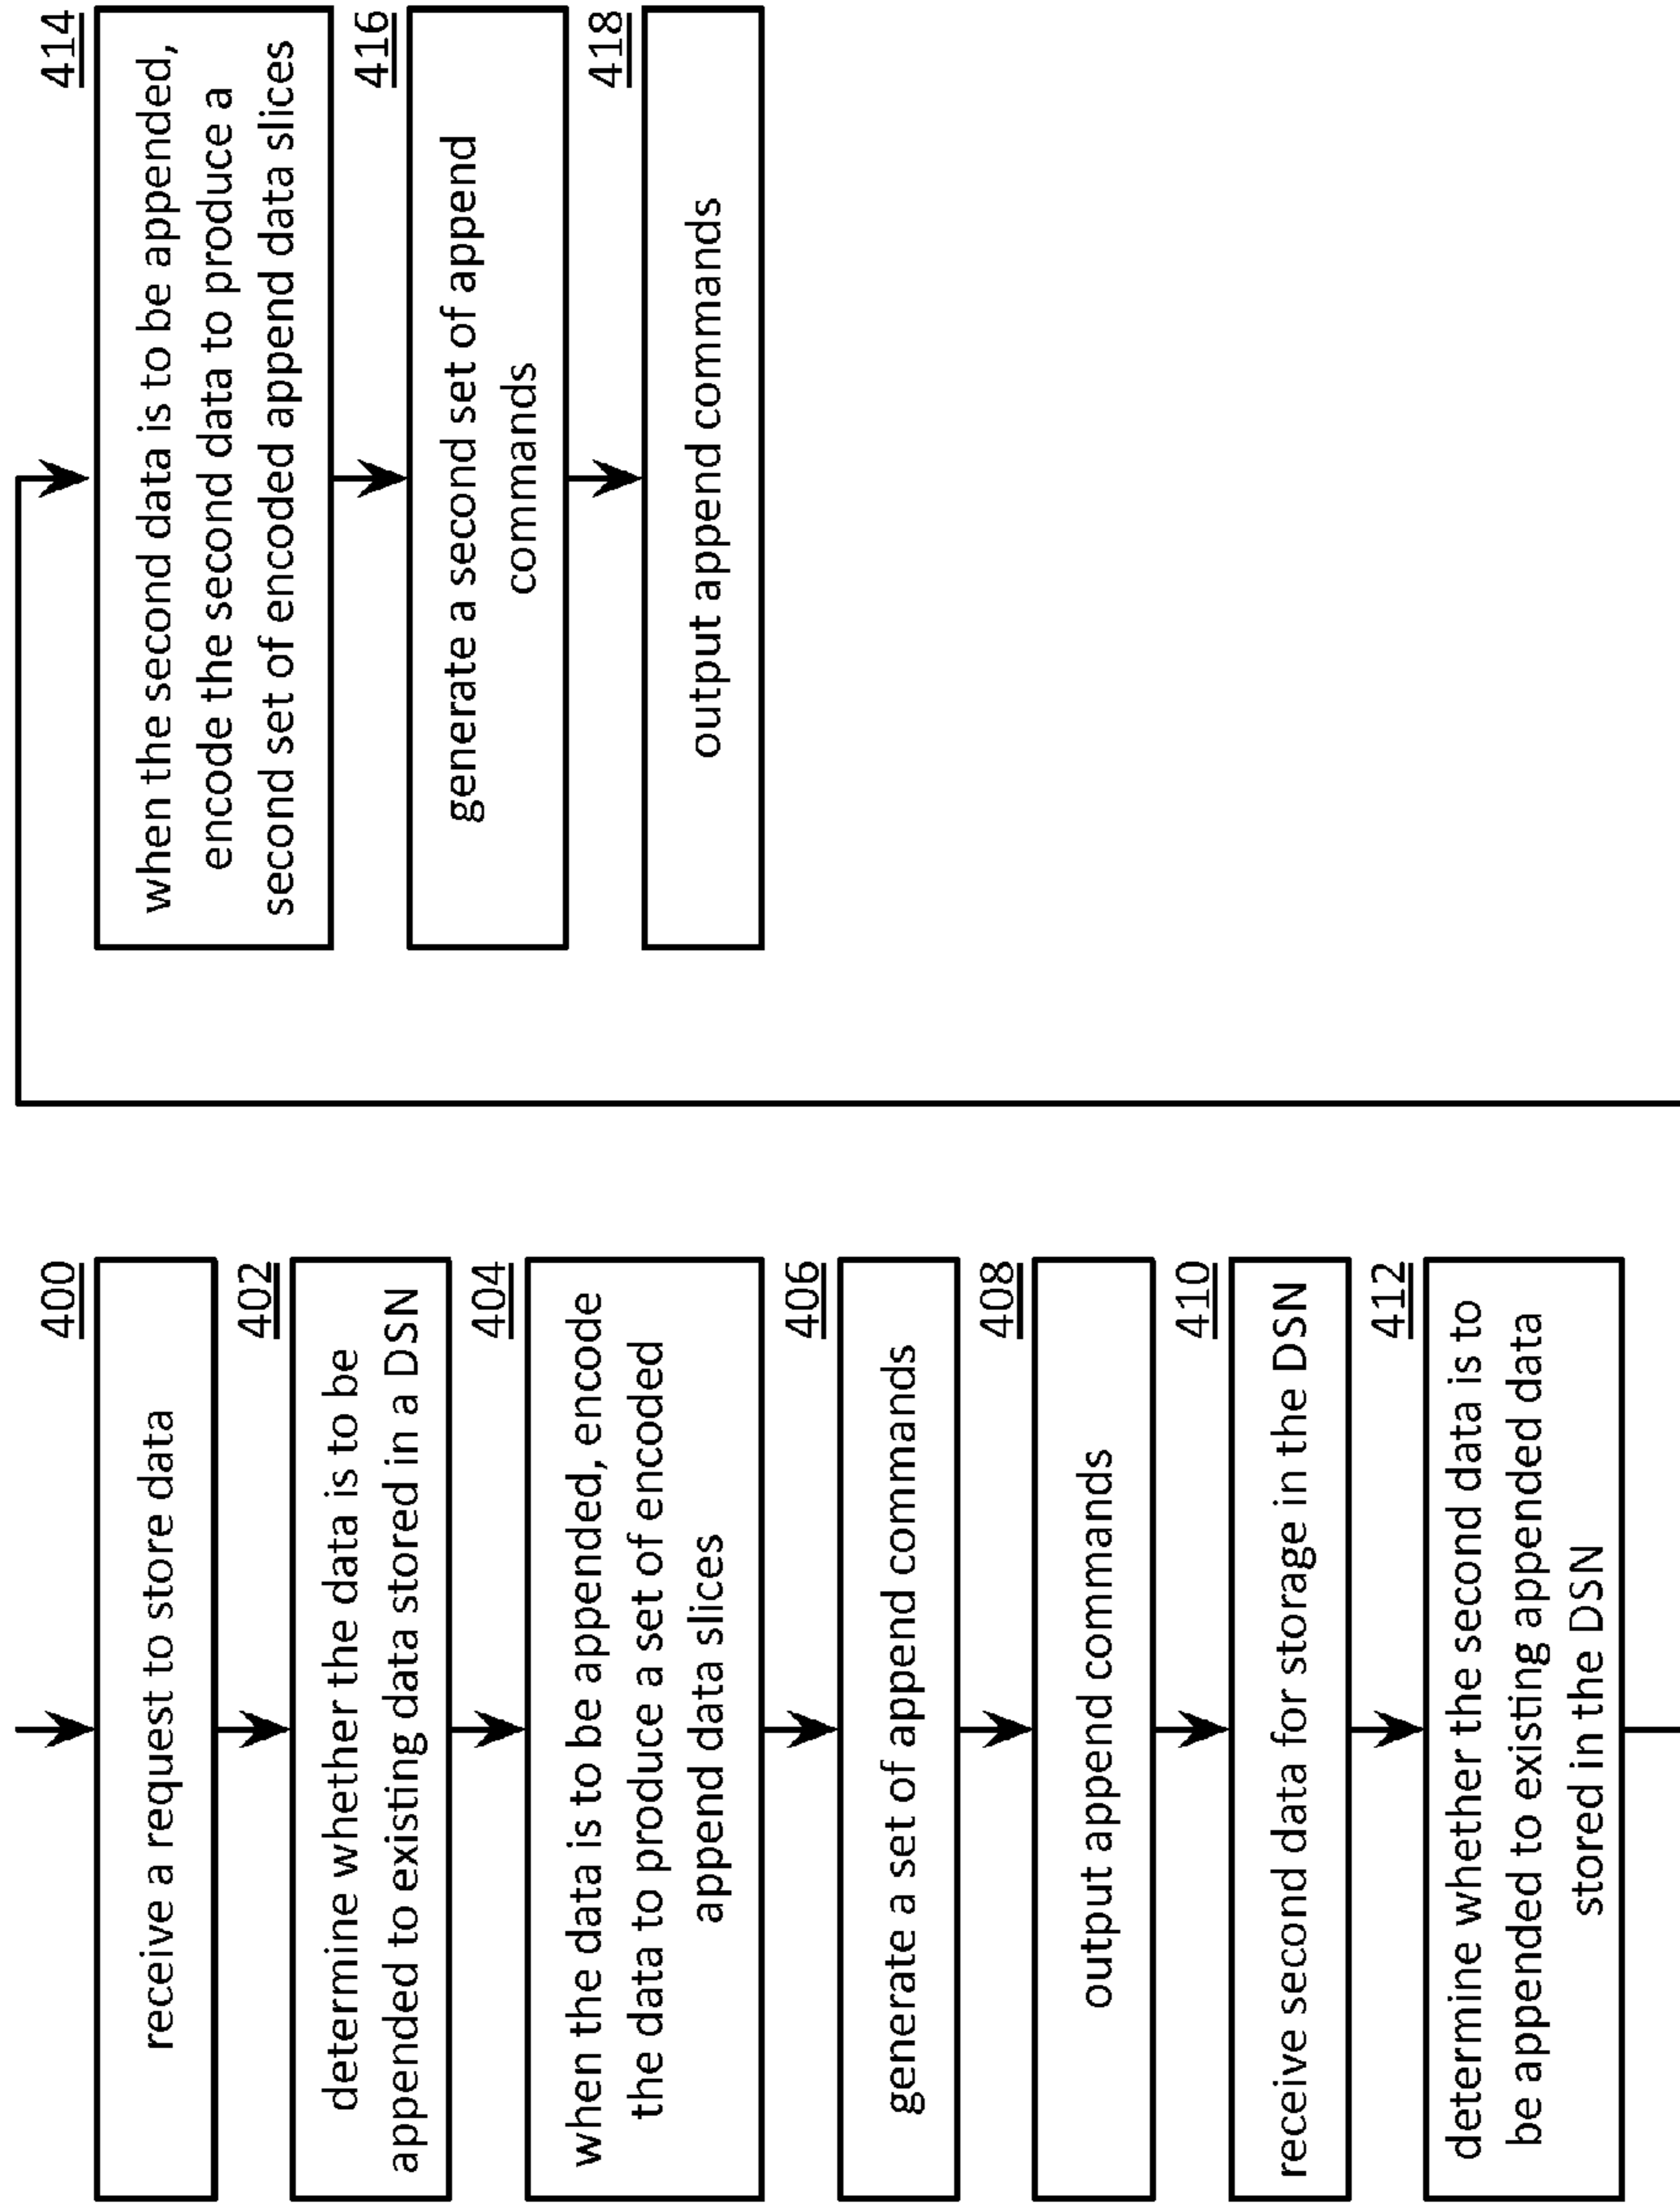 400
receive a request to store data
402
determine whether the data is to be
appended to existing data stored in a DSN
404
when the data is to be appended, encode
the data to produce a set of encoded
append data slices
406
generate a set of append commands
408
output append commands
410
receive second data for storage in the DSN
412
determine whether the second data is to
be appended to existing appended data
stored in the DSN
414
when the second data is to be appended,
encode the second data to produce a
second set of encoded append data slices
416
generate a second set of append
commands
418
output append commands